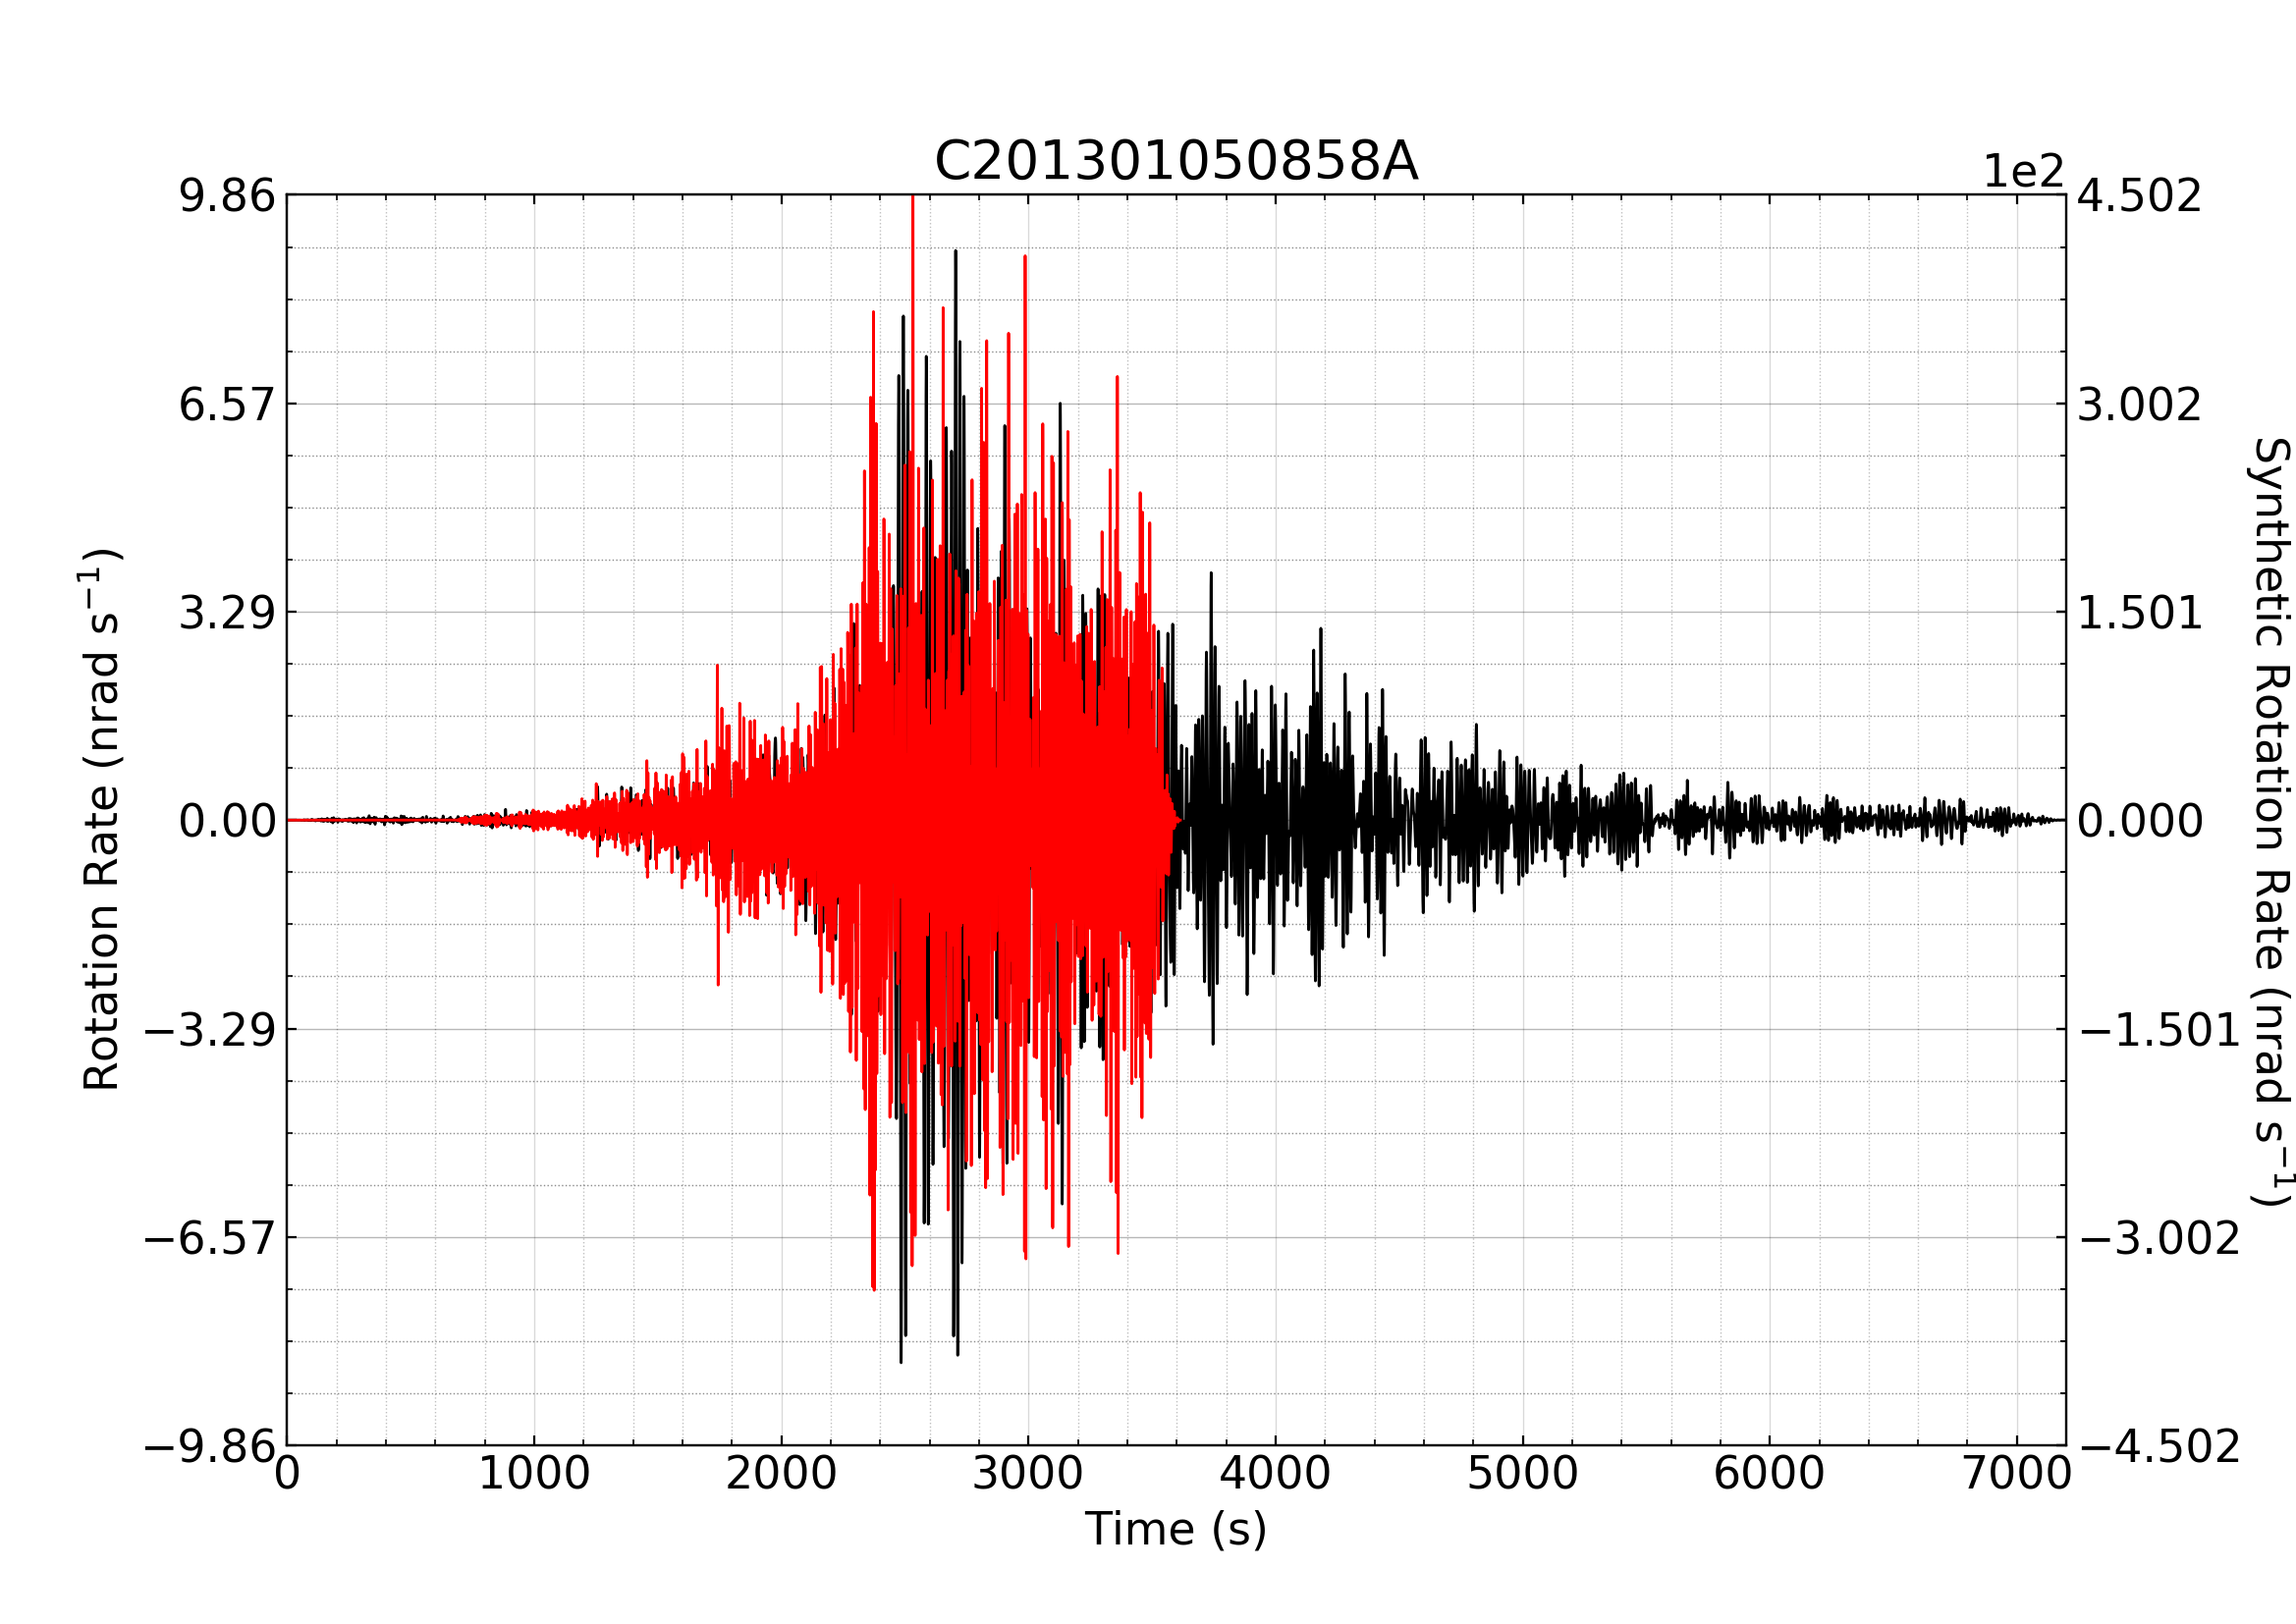 C201301050858A
1e2
9.86
6.57
3.29
0.00
−3.29
−6.57
−9.86
Rotation Rate (nrad s−1)
4.502
3.002
1.501
0.000
−1.501
−3.002
−4.502
Synthetic Rotation Rate (nrad s−1)
0 1000 2000 3000 4000 5000 6000 7000
Time (s)